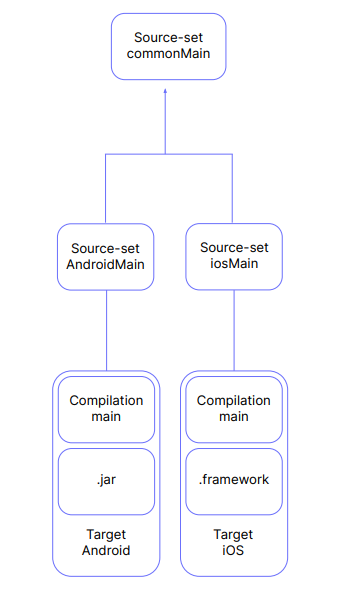 Source-set
commonMain
Source-set
AndroidMain
Source-set
iosMain
Compilation
main
.jar
Target
Android
Compilation
main
.framework
Target
iOS